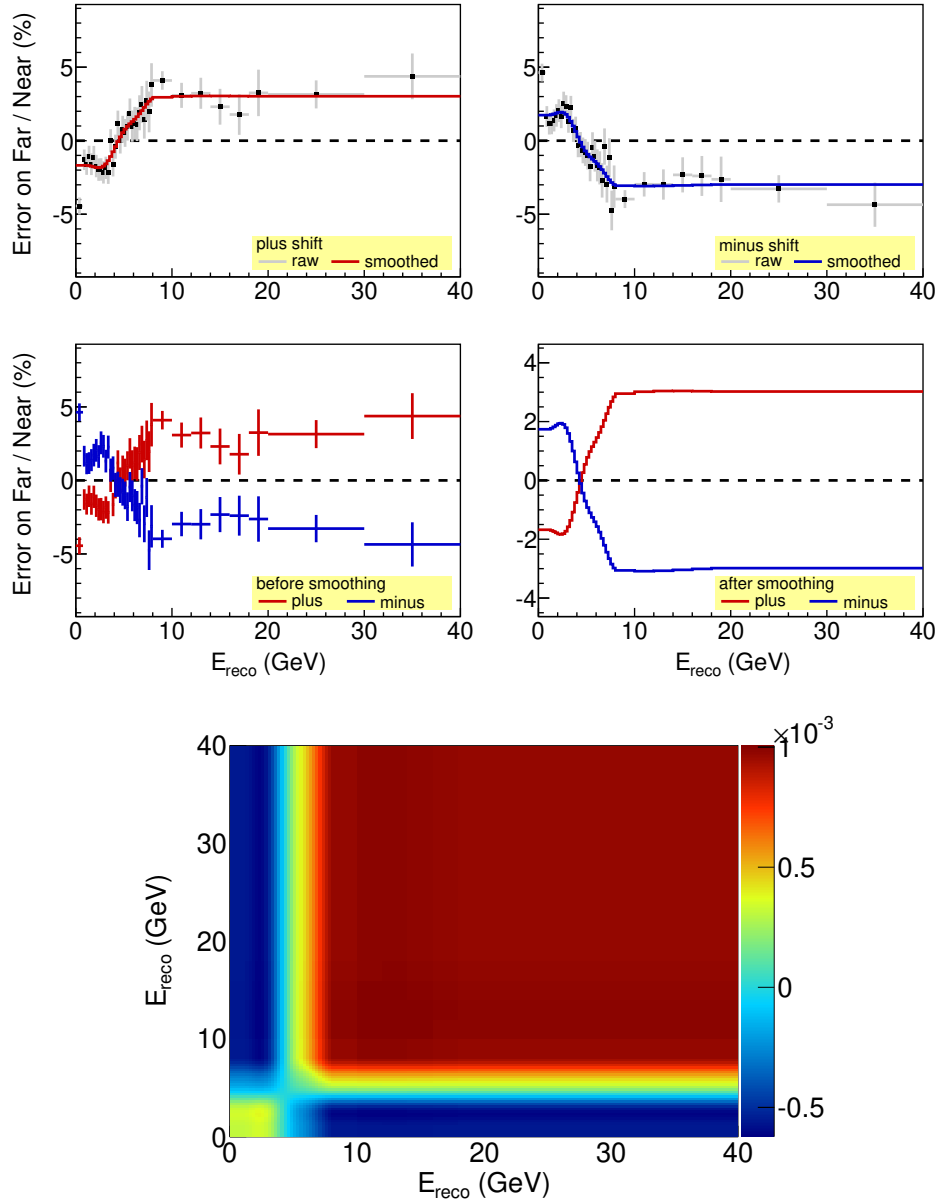 Error on Far / Near (%)
5
0
-5
plus shift
raw smoothed
0 10 20 30 40
5
0
-5
minus shift
raw smoothed
0 10 20 30 40
Error on Far / Near (%)
5
0
-5
before smoothing
plus minus
0 10 20 30 40
E_reco (GeV)
4
2
0
-2
-4
after smoothing
plus minus
0 10 20 30 40
E_reco (GeV)
×10⁻³
40
30
20
10
0
E_reco (GeV)
0 10 20 30 40
E_reco (GeV)
1
0.5
0
-0.5